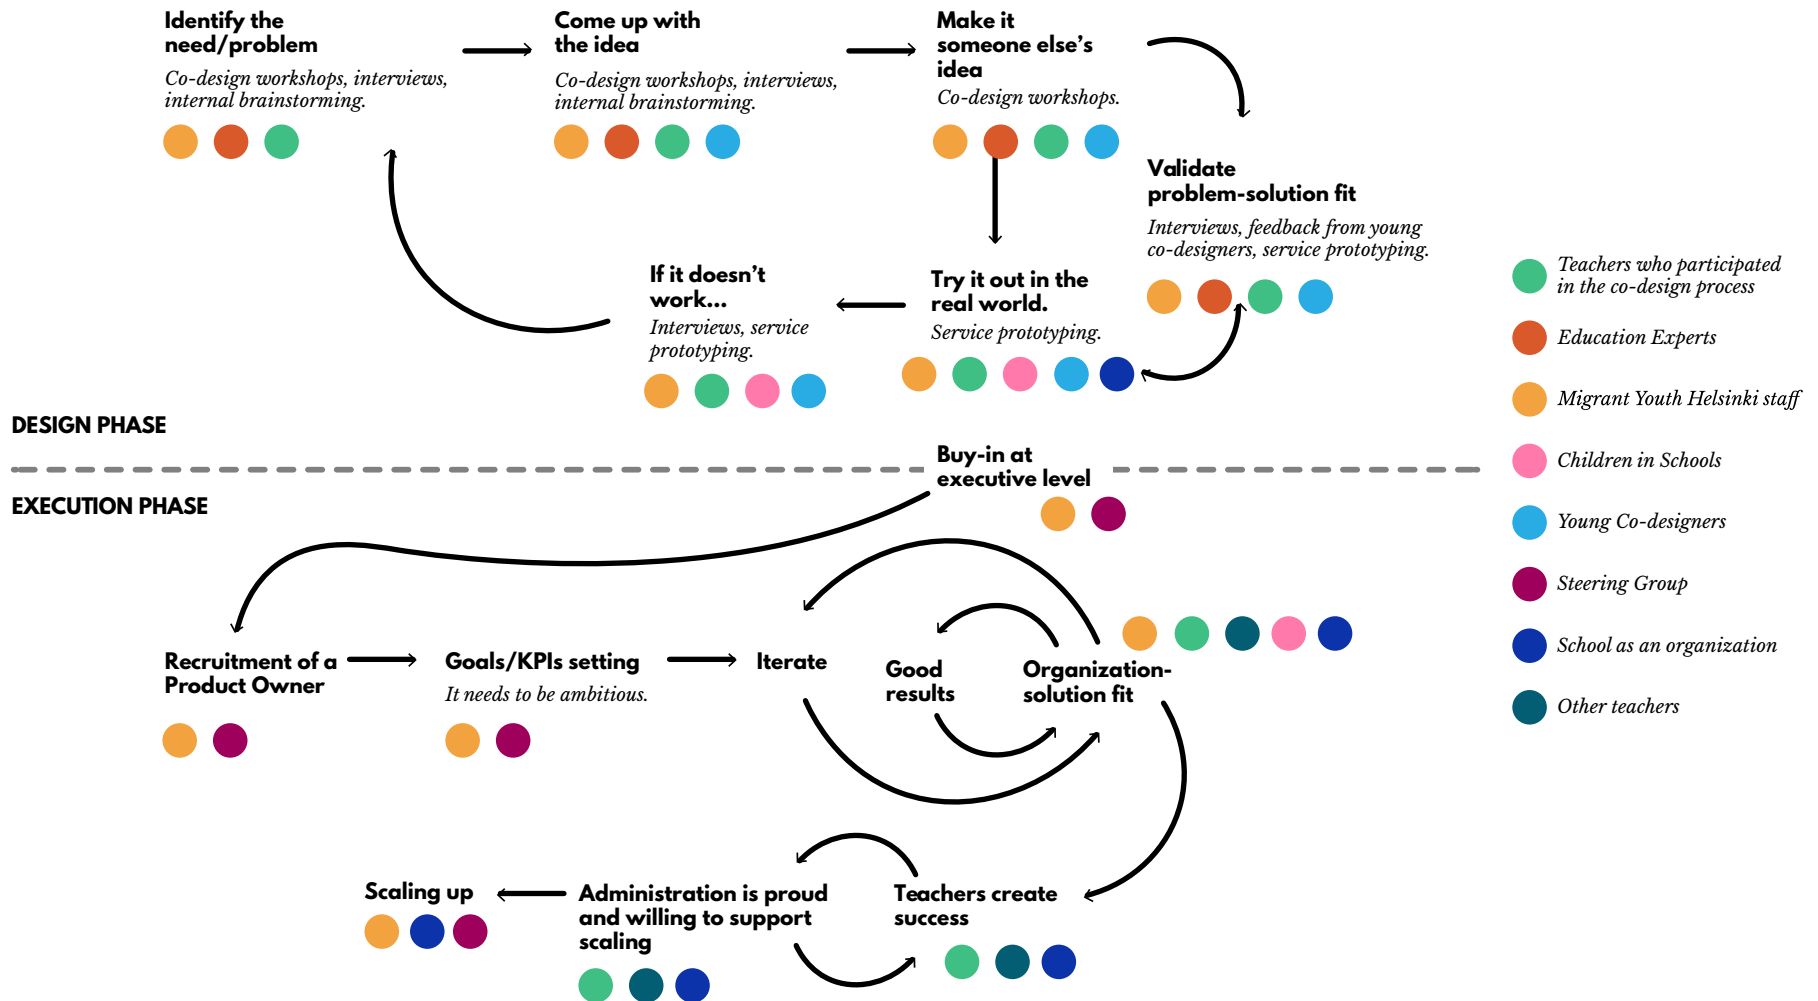 Identify the
need/problem
Co-design workshops, interviews,
internal brainstorming.
Come up with
the idea
Co-design workshops, interviews,
internal brainstorming.
Make it
someone else's
idea
Co-design workshops.
Validate
problem-solution fit
Interviews, feedback from young
co-designers, service prototyping.
If it doesn't
work...
Interviews, service
prototyping.
Try it out in the
real world.
Service prototyping.
Teachers who participated
in the co-design process
Education Experts
Migrant Youth Helsinki staff
Children in Schools
Young Co-designers
Steering Group
School as an organization
Other teachers
DESIGN PHASE
Buy-in at
executive level
EXECUTION PHASE
Recruitment of a
Product Owner
Goals/KPIs setting
It needs to be ambitious.
Iterate
Good
results
Organization-
solution fit
Scaling up
Administration is proud
and willing to support
scaling
Teachers create
success